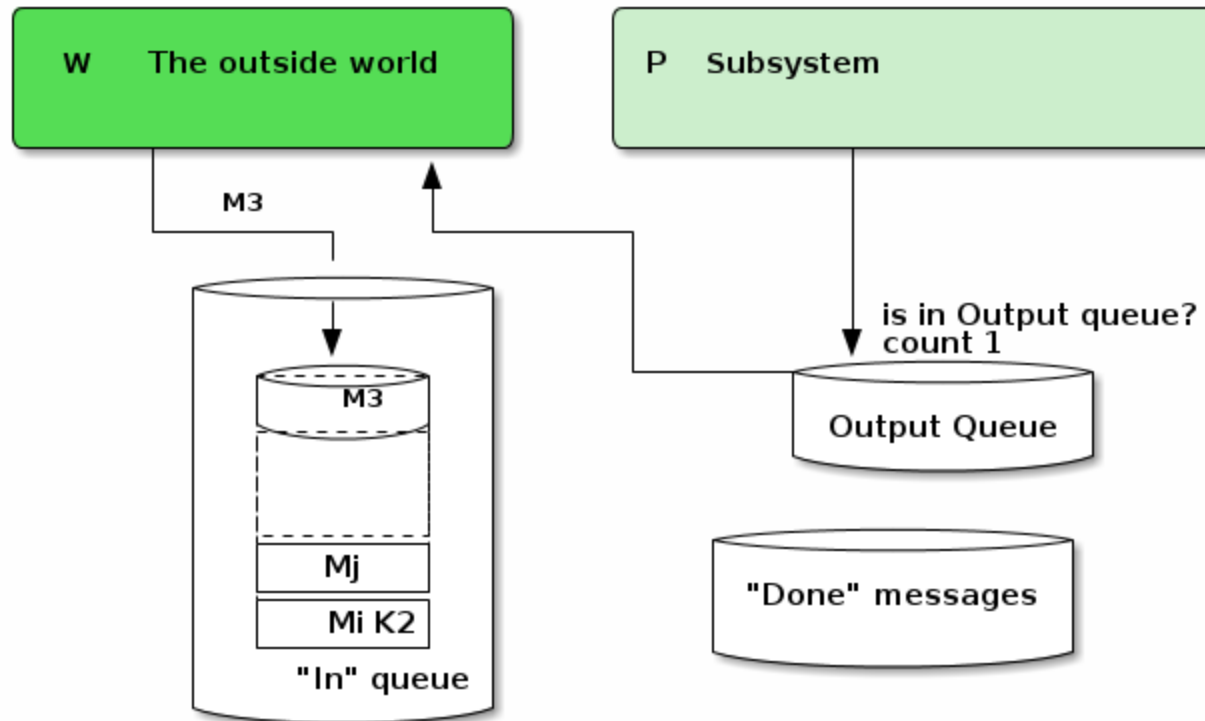 W The outside world
P Subsystem
M3
is in Output queue?
count 1
M3
Output Queue
Mj
"Done" messages
Mi K2
"In" queue